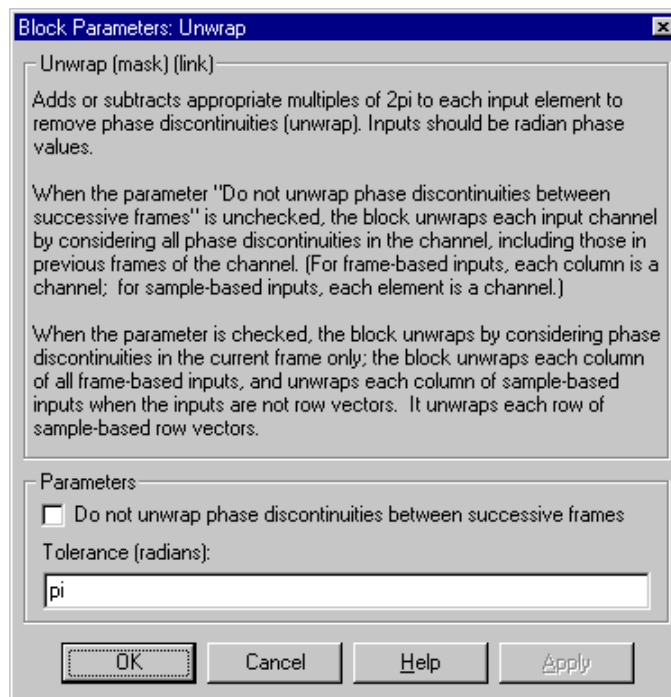 Block Parameters: Unwrap
Unwrap (mask) (link)
Adds or subtracts appropriate multiples of 2pi to each input element to
remove phase discontinuities (unwrap). Inputs should be radian phase
values.
When the parameter "Do not unwrap phase discontinuities between
successive frames" is unchecked, the block unwraps each input channel
by considering all phase discontinuities in the channel, including those in
previous frames of the channel. (For frame-based inputs, each column is a
channel; for sample-based inputs, each element is a channel.)
When the parameter is checked, the block unwraps by considering phase
discontinuities in the current frame only; the block unwraps each column
of all frame-based inputs, and unwraps each column of sample-based
inputs when the inputs are not row vectors. It unwraps each row of
sample-based row vectors.
Parameters
Do not unwrap phase discontinuities between successive frames
Tolerance (radians):
pi
OK Cancel Help Apply